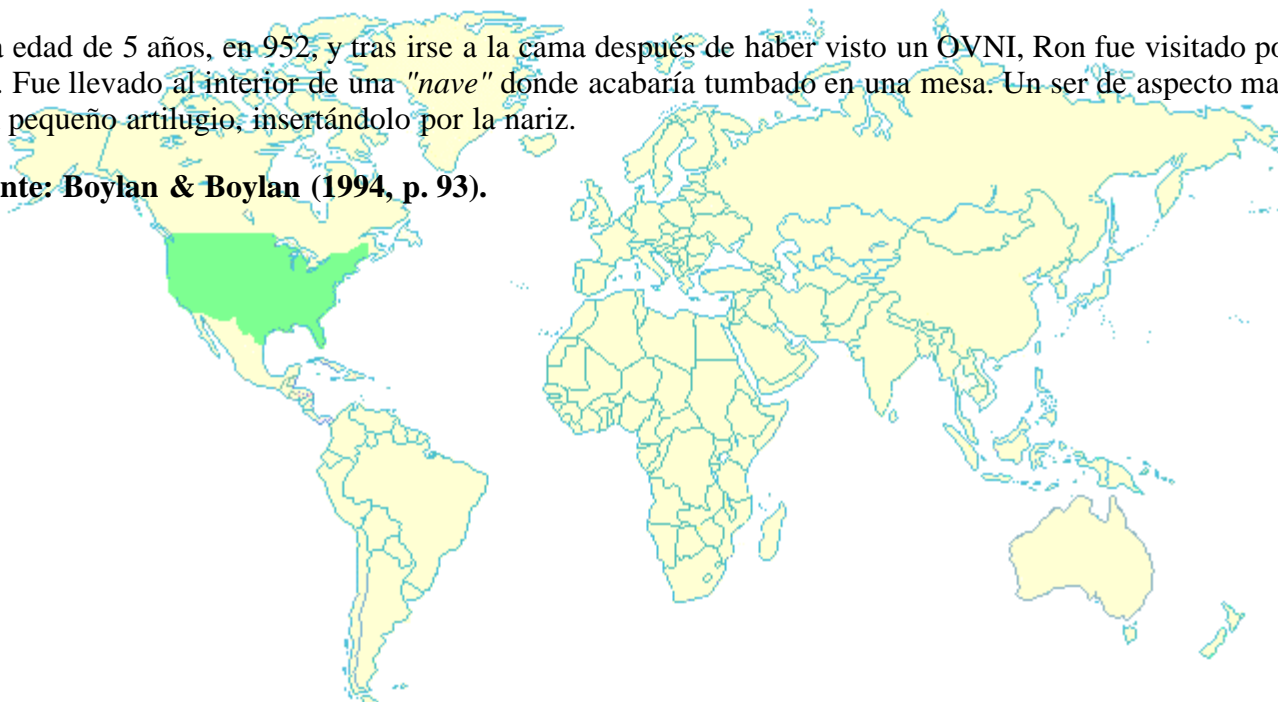 a edad de 5 años, en 952, y tras irse a la cama después de haber visto un OVNI, Ron fue visitado po
. Fue llevado al interior de una "nave" donde acabaría tumbado en una mesa. Un ser de aspecto ma
pequeño artilugio, insertándolo por la nariz.
nte: Boylan & Boylan (1994, p. 93).